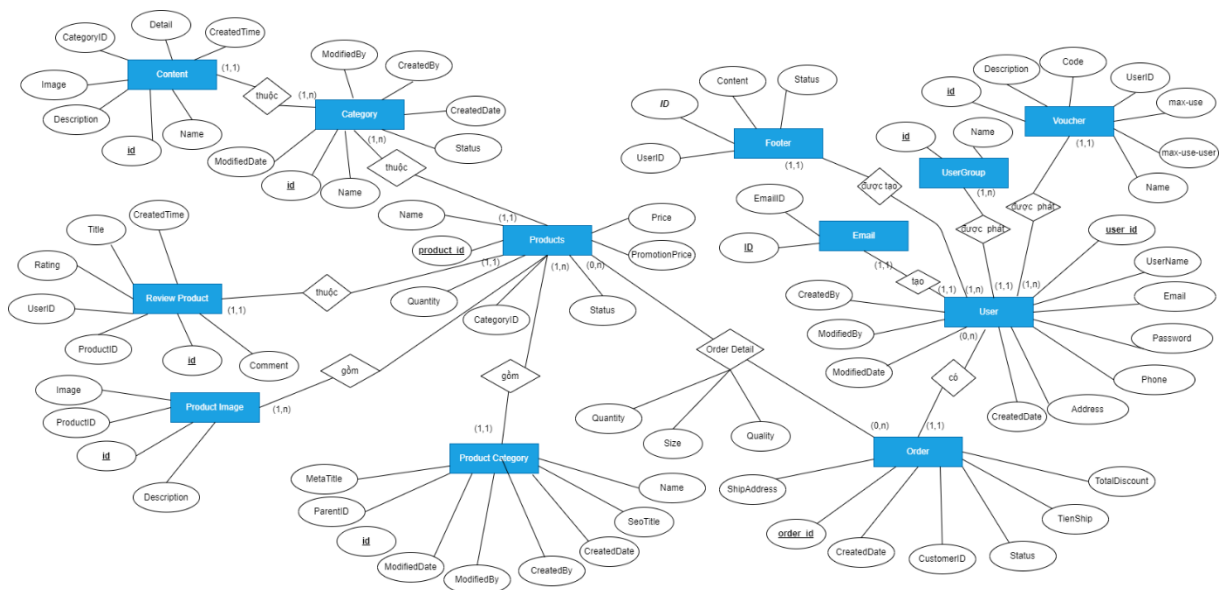 Detail
CategoryID
CreatedTime
Content
(1,1)
Image
Description
Name
id
thuộc
ModifiedBy
CreatedBy
(1,n)
Category
CreatedDate
(1,n)
Status
ModifiedDate
id
Name
thuộc
Content
Status
ID
Footer
UserID
(1,1)
được tạo
id
Name
UserGroup
(1,n)
được phát
Description
Code
UserID
id
max-use
Voucher
(1,1)
max-use-user
Name
được phát
EmailID
ID
Email
(1,1)
tạo
CreatedTime
Title
Rating
Review Product
UserID
(1,1)
ProductID
id
Comment
thuộc
Name
(1,1)
Price
product_id
Products
PromotionPrice
(1,1)
(1,n)
(0,n)
Quantity
CategoryID
Status
user_id
UserName
CreatedBy
(1,1)
(1,n)
(1,1)
(1,n)
Email
User
ModifiedBy
(0,n)
Password
ModifiedDate
Phone
CreatedDate
Address
có
gồm
gồm
Order Detail
Image
Product Image
(1,n)
ProductID
id
Description
Quantity
Size
Quality
(1,1)
Product Category
MetaTitle
Name
ParentID
SeoTitle
id
CreatedDate
ModifiedDate
ModifiedBy
CreatedBy
(0,n)
(1,1)
Order
ShipAddress
TotalDiscount
order_id
TienShip
CreatedDate
CustomerID
Status